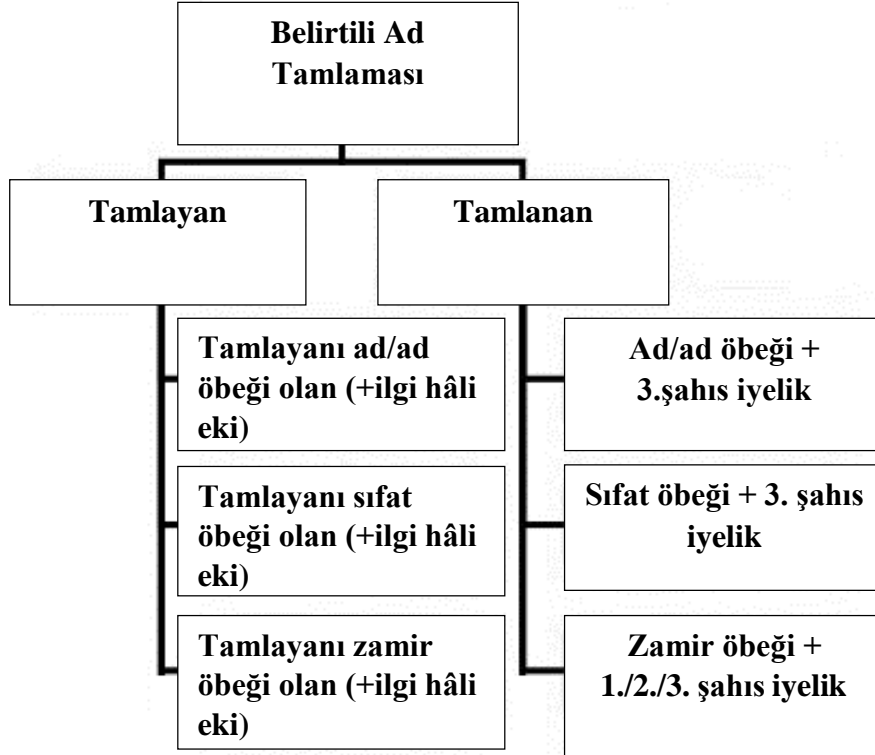 Belirtili Ad
Tamlaması
Tamlayan
Tamlanan
Tamlayanı ad/ad
öbeği olan (+ilgi hâli
eki)
Ad/ad öbeği +
3.şahıs iyelik
Tamlayanı sıfat
öbeği olan (+ilgi hâli
eki)
Sıfat öbeği + 3. şahıs
iyelik
Tamlayanı zamir
öbeği olan (+ilgi hâli
eki)
Zamir öbeği +
1./2./3. şahıs iyelik